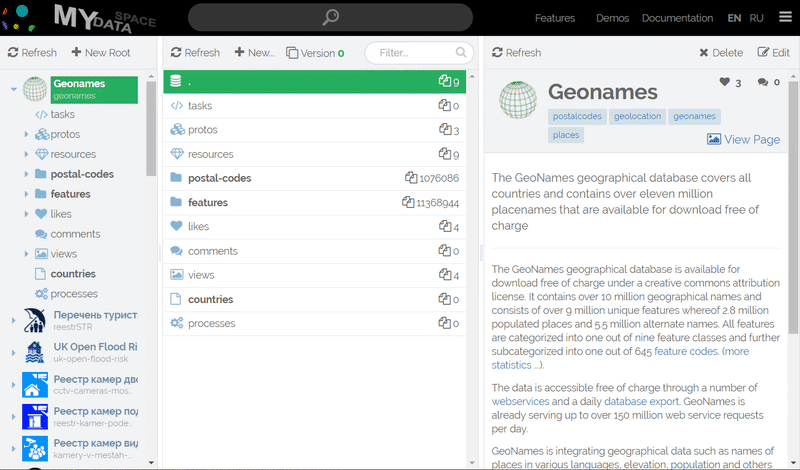 MY DATA SPACE
Features Demos Documentation EN RU
Refresh New Root
Geonames
geonames
tasks
protos
resources
postal-codes
features
likes
comments
views
countries
processes
Перечень турист
reestrSTR
UK Open Flood Ri
uk-open-flood-risk
Реестр камер дво
cctv-cameras-mos...
Реестр камер под
reestr-kamer-pode...
Реестр камер вид
kamery-v-mestah-...
Refresh New... Version 0 Filter...
. 9
tasks 0
protos 3
resources 9
postal-codes 1076086
features 11368944
likes 4
comments 0
views 4
countries 0
processes 0
Refresh Delete Edit
3 0
Geonames
postalcodes geolocation geonames
places
View Page
The GeoNames geographical database covers all
countries and contains over eleven million
placenames that are available for download free of
charge
The GeoNames geographical database is available for
download free of charge under a creative commons attribution
license. It contains over 10 million geographical names and
consists of over 9 million unique features whereof 2.8 million
populated places and 5.5 million alternate names. All features
are categorized into one out of nine feature classes and further
subcategorized into one out of 645 feature codes. (more
statistics ...).
The data is accessible free of charge through a number of
webservices and a daily database export. GeoNames is
already serving up to over 150 million web service requests
per day.
GeoNames is integrating geographical data such as names of
places in various languages, elevation, population and others